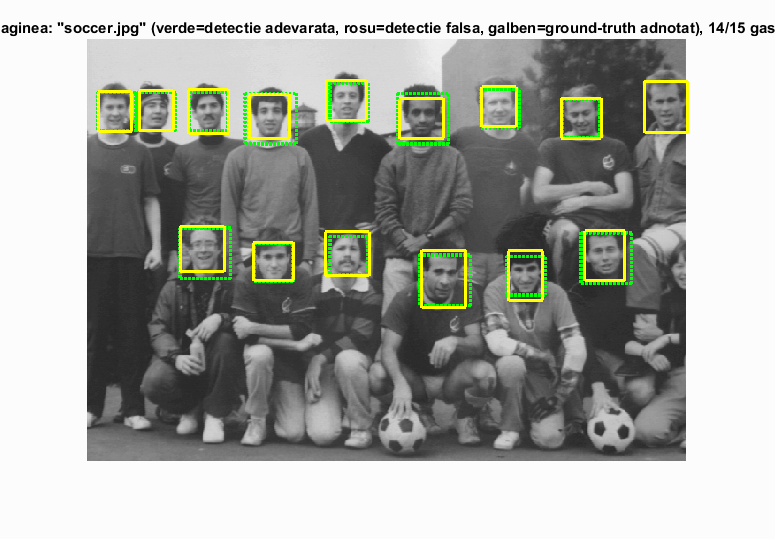 aginea: "soccer.jpg" (verde=detectie adevarata, rosu=detectie falsa, galben=ground-truth adnotat), 14/15 gas